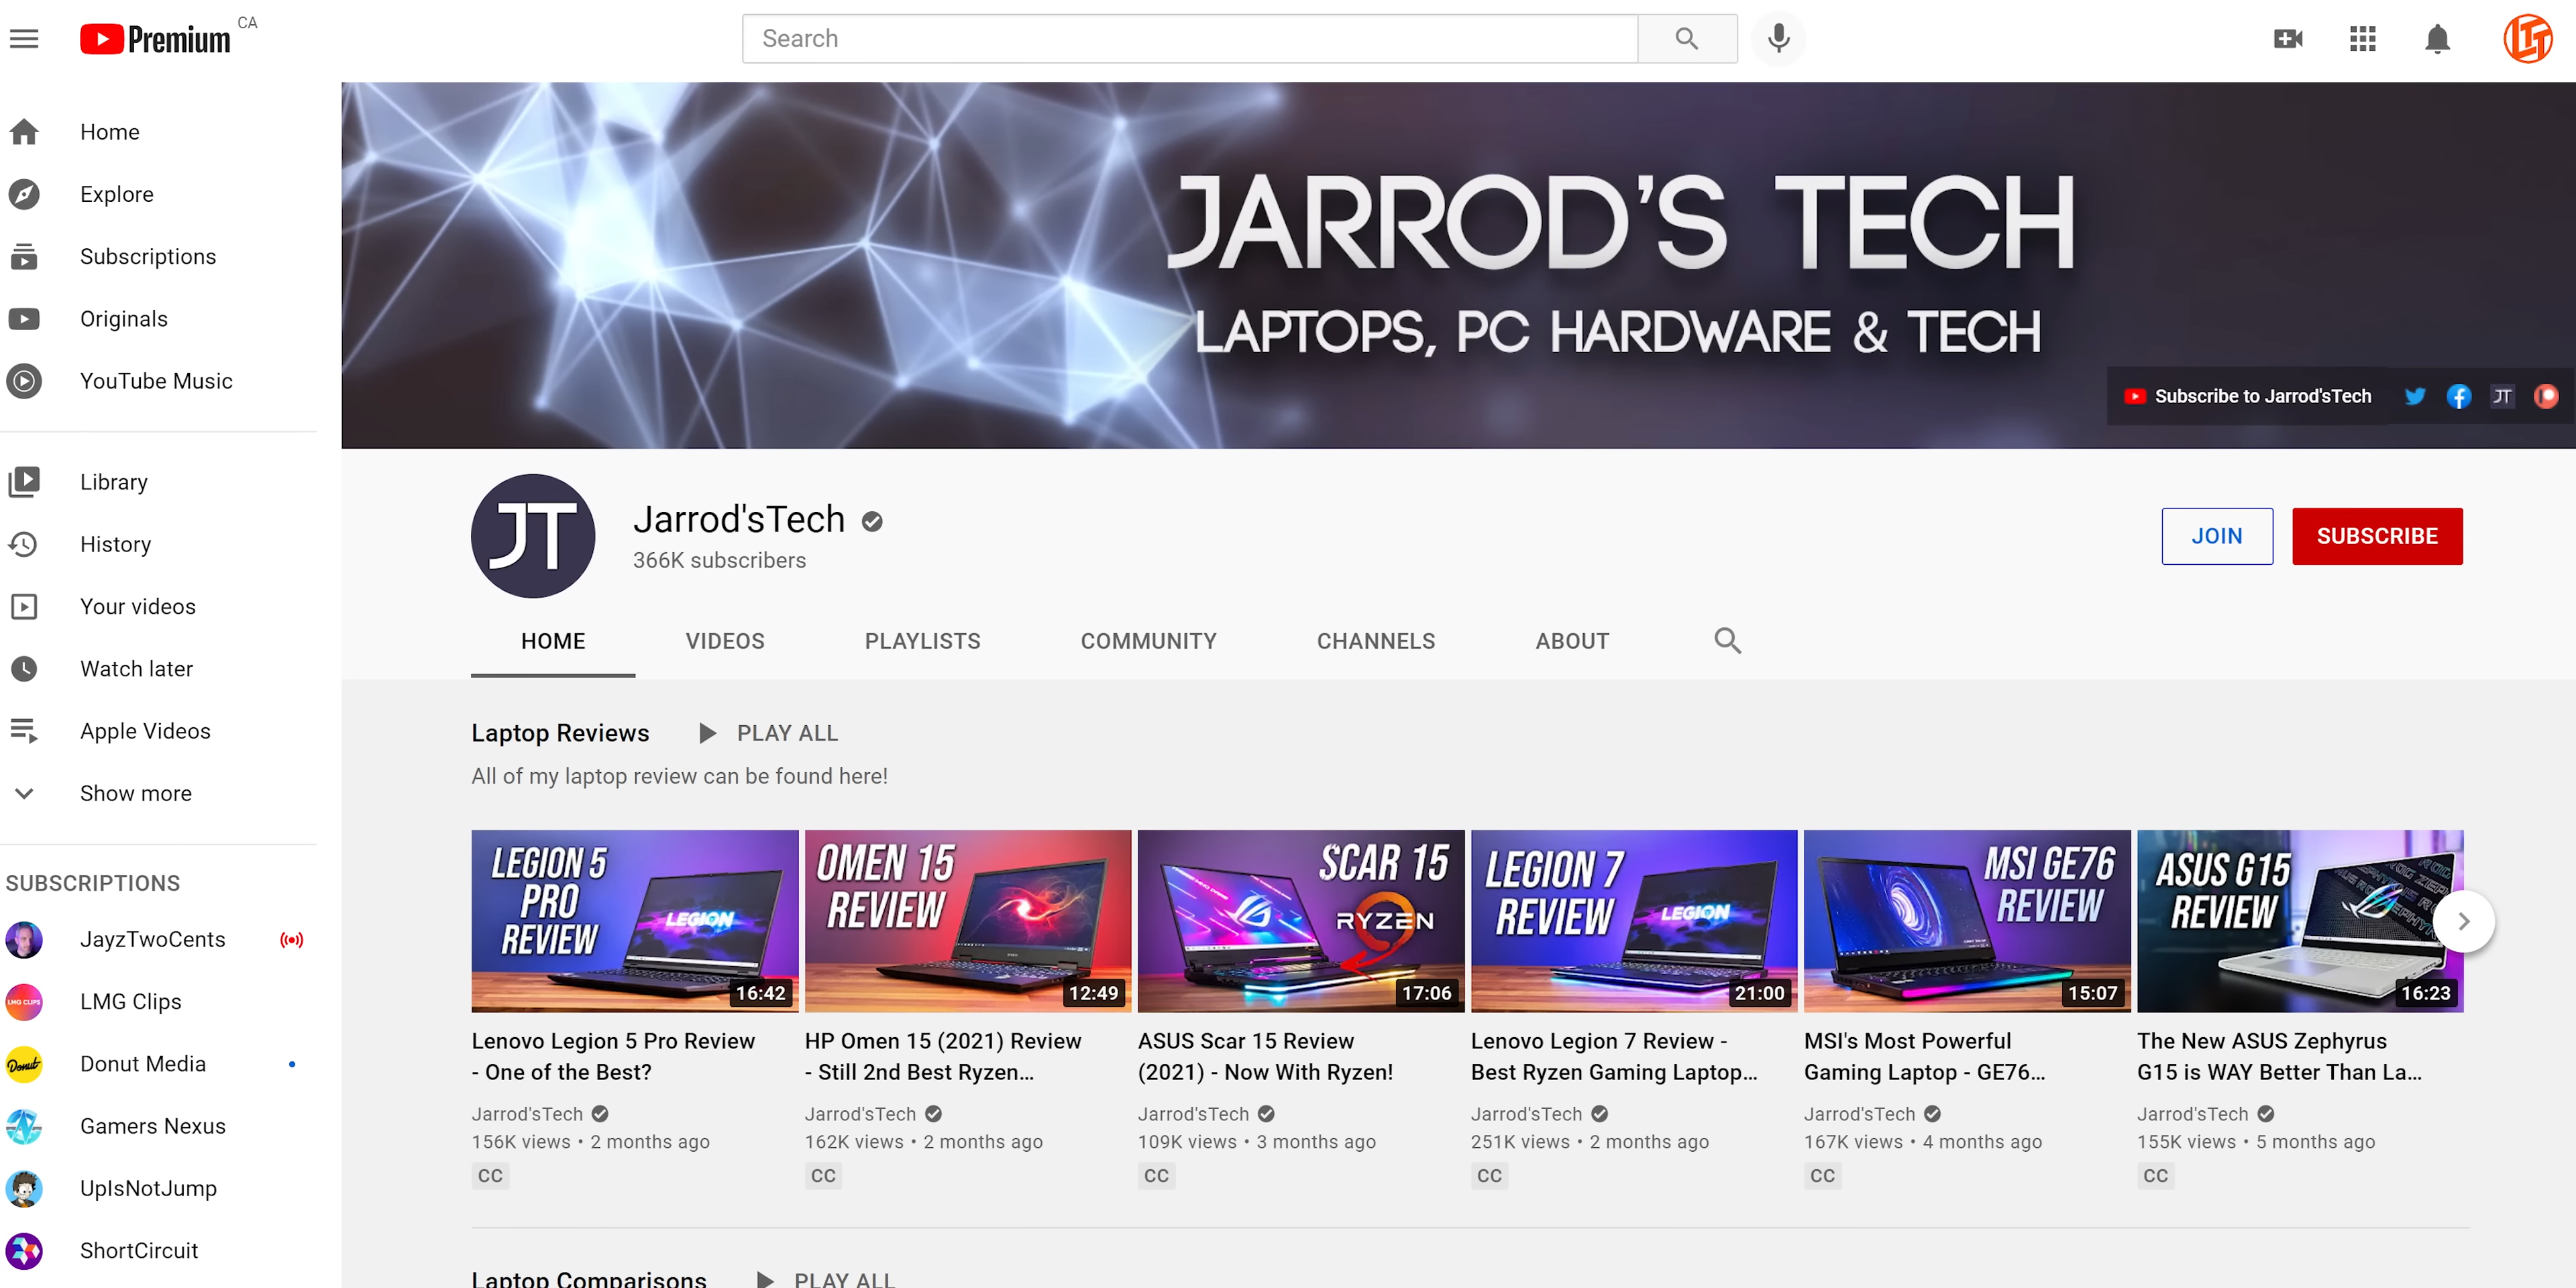 Premium CA
Search
Home
Explore
Subscriptions
Originals
YouTube Music
Library
History
Your videos
Watch later
Apple Videos
Show more
SUBSCRIPTIONS
JayzTwoCents
LMG CLIPS
LMG Clips
Donut
Donut Media
Gamers Nexus
UpIsNotJump
ShortCircuit
JARROD'S TECH
LAPTOPS, PC HARDWARE & TECH
Subscribe to Jarrod'sTech
JT
JT
Jarrod'sTech
366K subscribers
JOIN
SUBSCRIBE
HOME VIDEOS PLAYLISTS COMMUNITY CHANNELS ABOUT
Laptop Reviews PLAY ALL
All of my laptop review can be found here!
LEGION 5
PRO
REVIEW
LEGION
16:42
Lenovo Legion 5 Pro Review
- One of the Best?
Jarrod'sTech
156K views • 2 months ago
CC
OMEN 15
REVIEW
12:49
HP Omen 15 (2021) Review
- Still 2nd Best Ryzen...
Jarrod'sTech
162K views • 2 months ago
CC
SCAR 15
RYZEN
17:06
ASUS Scar 15 Review
(2021) - Now With Ryzen!
Jarrod'sTech
109K views • 3 months ago
CC
LEGION 7
REVIEW
LEGION
21:00
Lenovo Legion 7 Review -
Best Ryzen Gaming Laptop...
Jarrod'sTech
251K views • 2 months ago
CC
MSI GE76
REVIEW
15:07
MSI's Most Powerful
Gaming Laptop - GE76...
Jarrod'sTech
167K views • 4 months ago
CC
ASUS G15
REVIEW
16:23
The New ASUS Zephyrus
G15 is WAY Better Than La...
Jarrod'sTech
155K views • 5 months ago
CC
Laptop Comparisons PLAY ALL